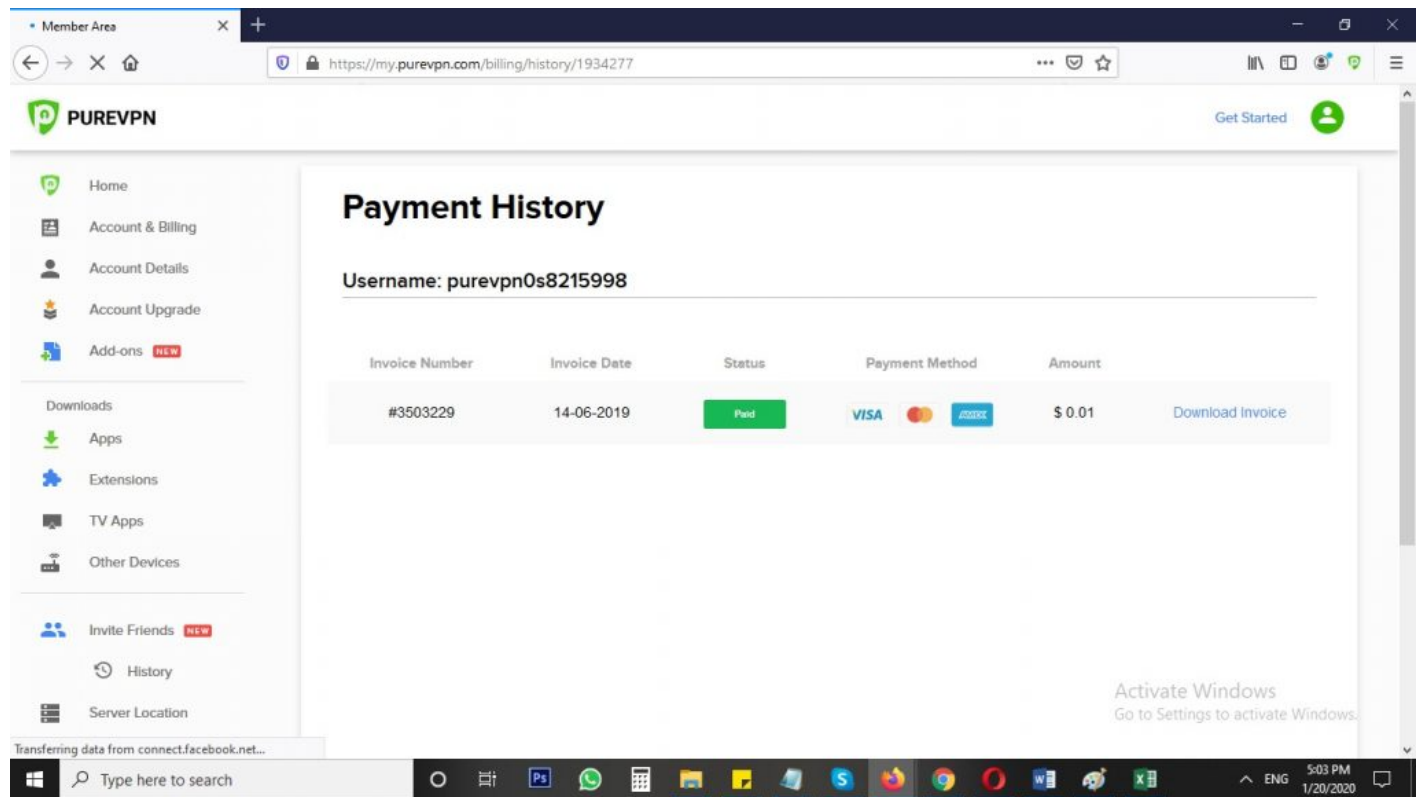 Member Area
https://my.purevpn.com/billing/history/1934277
PUREVPN
Get Started
Home
Account & Billing
Account Details
Account Upgrade
Add-ons NEW
Downloads
Apps
Extensions
TV Apps
Other Devices
Invite Friends NEW
History
Server Location
Payment History
Username: purevpn0s8215998
Invoice Number Invoice Date Status Payment Method Amount
#3503229 14-06-2019 Paid VISA AMEX $ 0.01 Download Invoice
Activate Windows
Go to Settings to activate Windows.
Transferring data from connect.facebook.net...
Type here to search
Ps
S
W
X
ENG
5:03 PM
1/20/2020